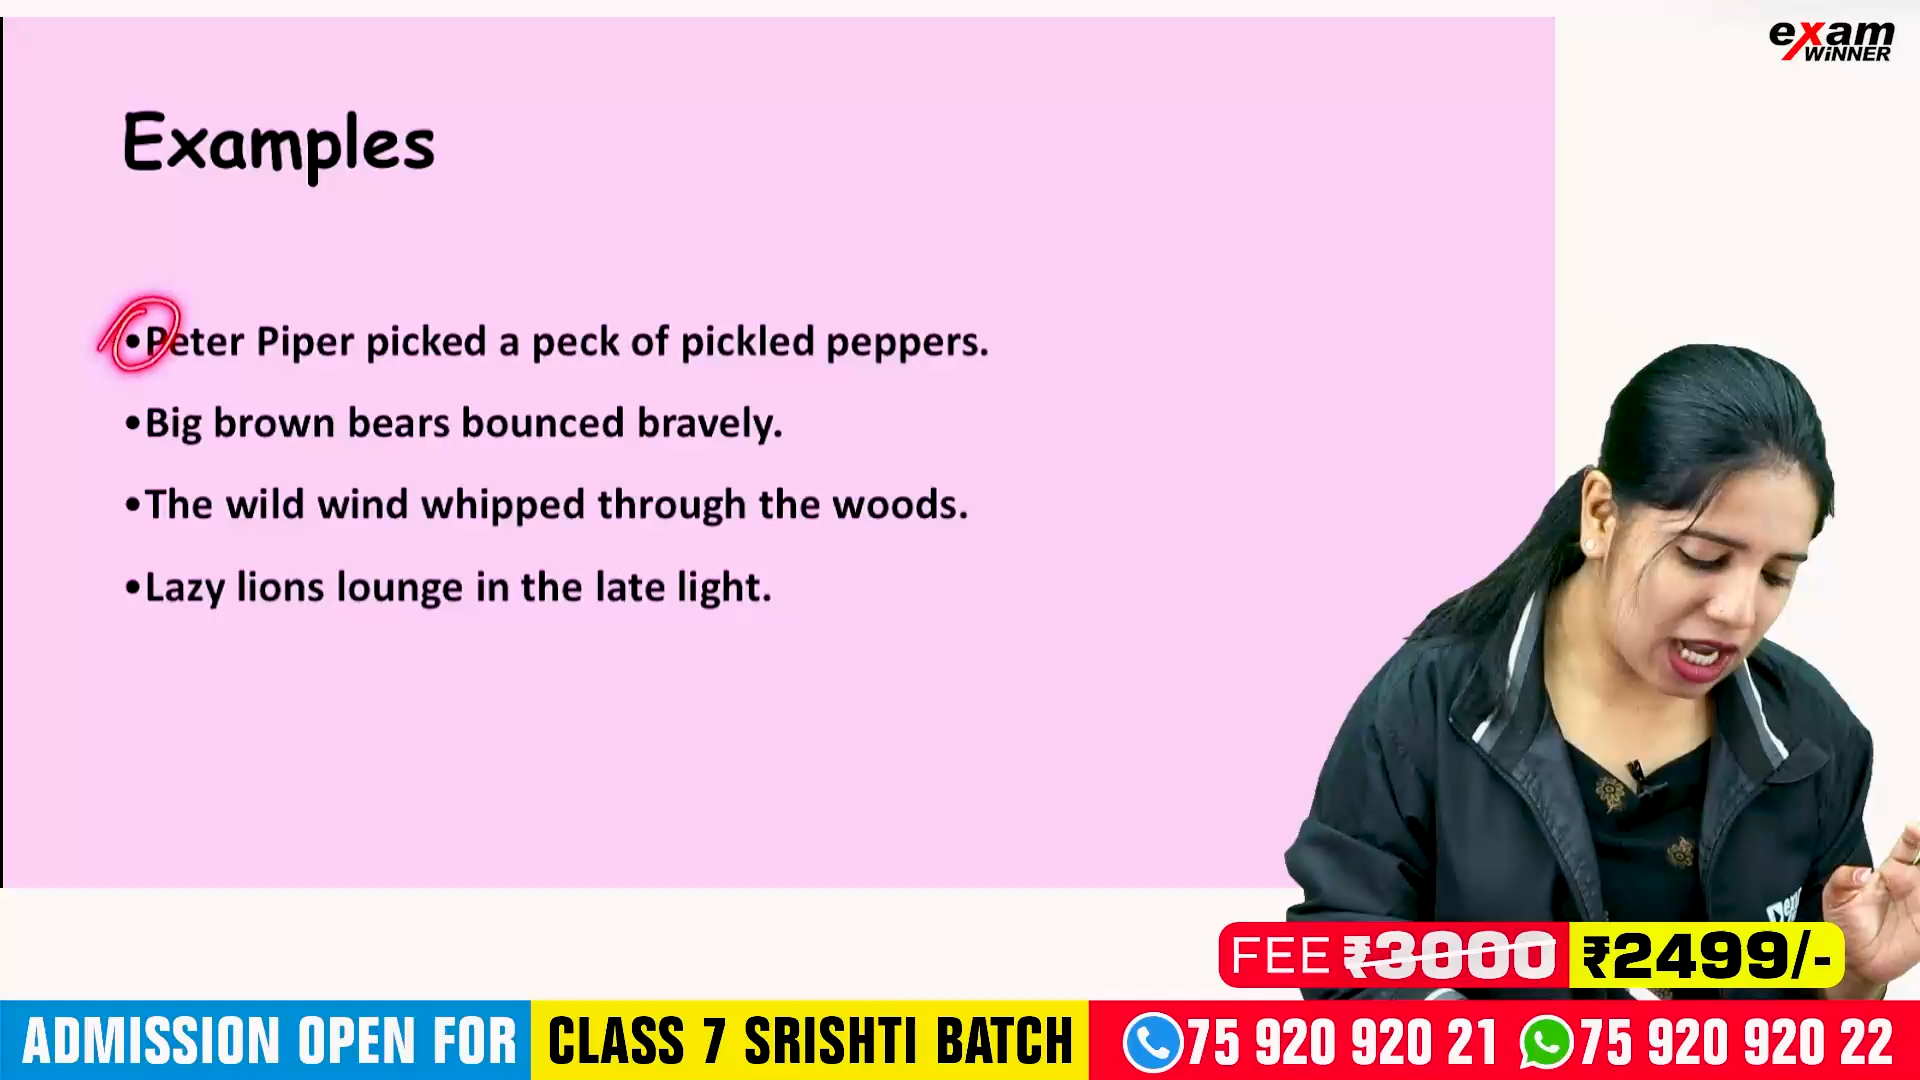 exam
WiNNER
Examples
•Peter Piper picked a peck of pickled peppers.
•Big brown bears bounced bravely.
•The wild wind whipped through the woods.
•Lazy lions lounge in the late light.
FEE ₹3000 ₹2499/-
ADMISSION OPEN FOR CLASS 7 SRISHTI BATCH 75 920 920 21 75 920 920 22